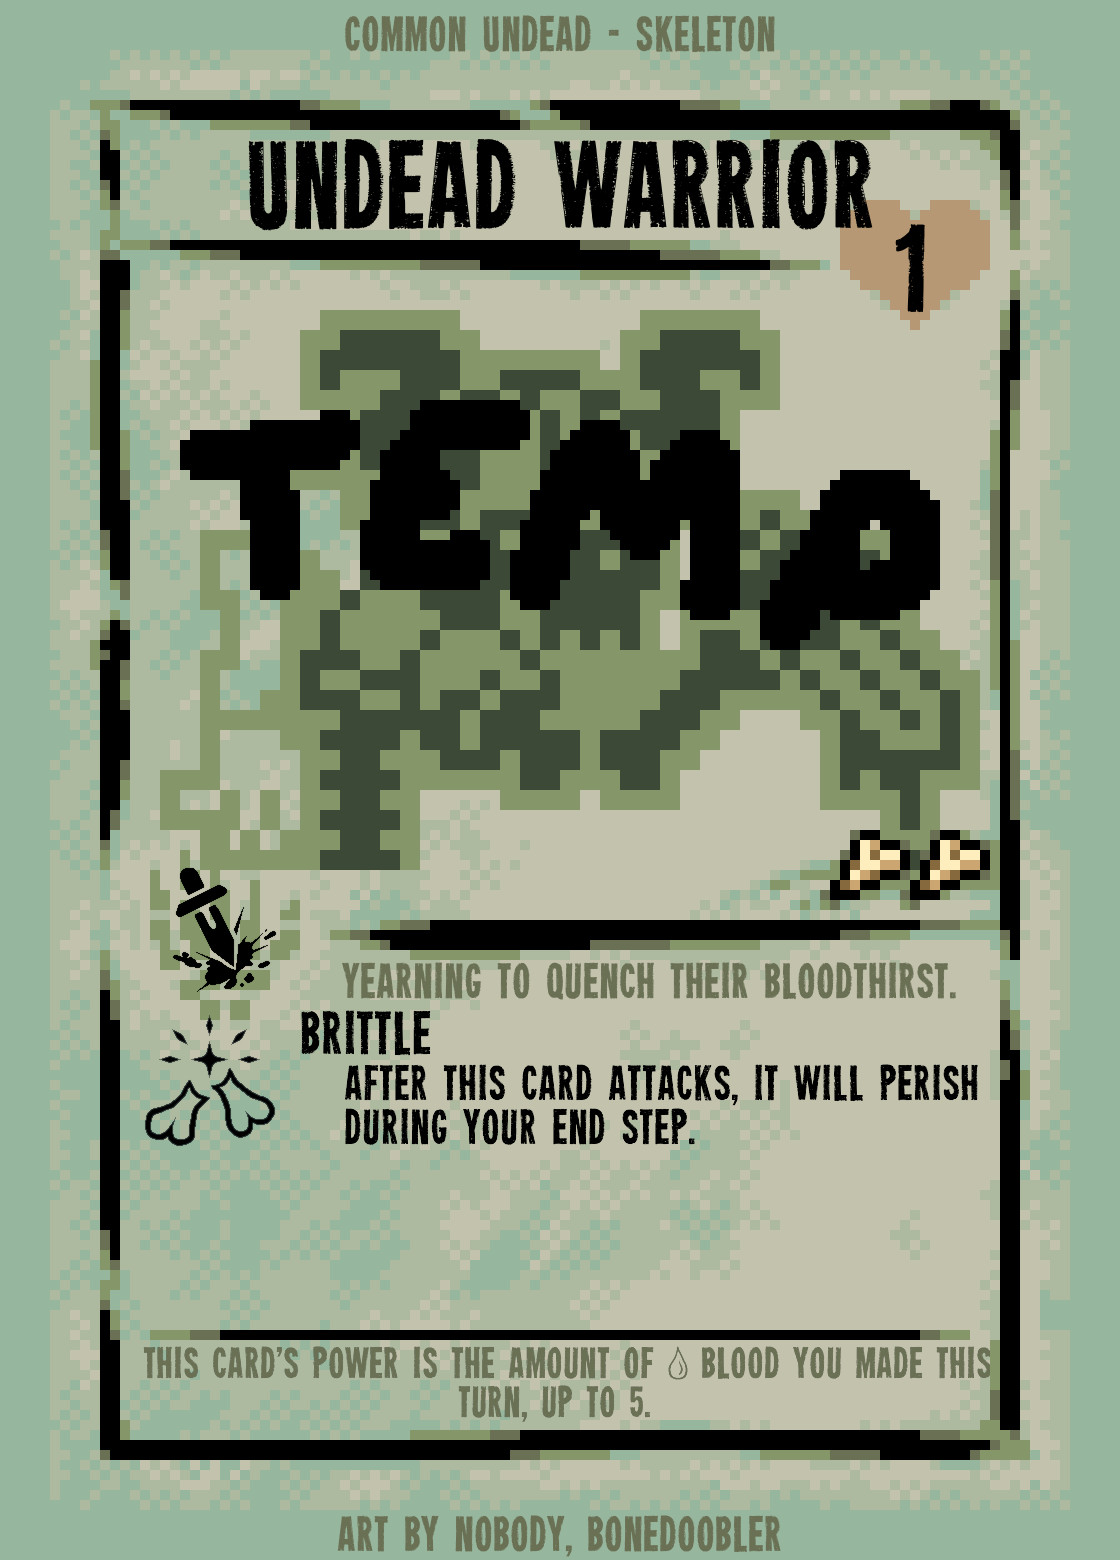 COMMON UNDEAD - SKELETON
UNDEAD WARRIOR
1
TEMP
YEARNING TO QUENCH THEIR BLOODTHIRST.
BRITTLE
AFTER THIS CARD ATTACKS, IT WILL PERISH
DURING YOUR END STEP.
THIS CARD'S POWER IS THE AMOUNT OF BLOOD YOU MADE THIS
TURN, UP TO 5.
ART BY NOBODY, BONEDOOBLER